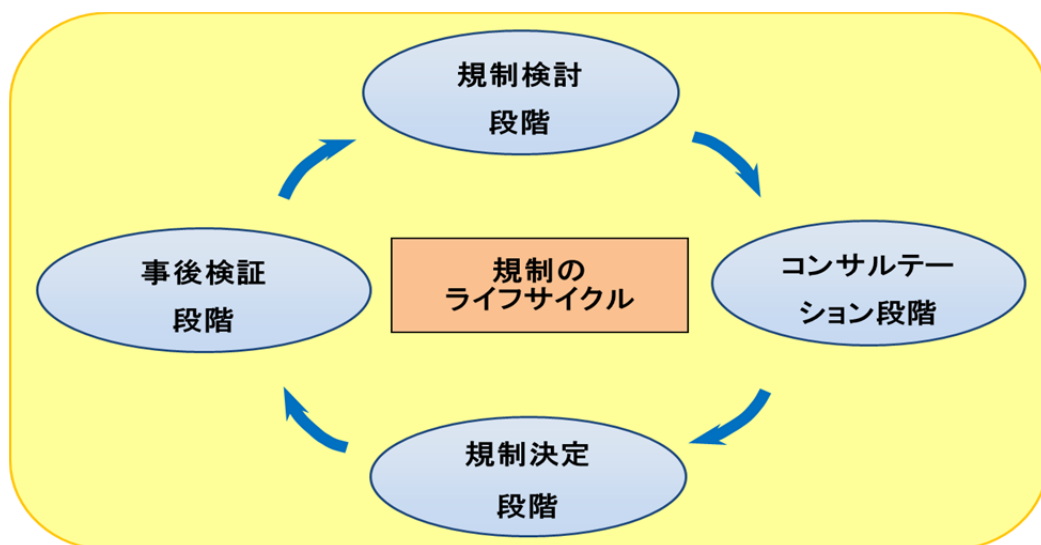 規制検討
段階
コンサルテー
ション段階
規制の
ライフサイクル
事後検証
段階
規制決定
段階